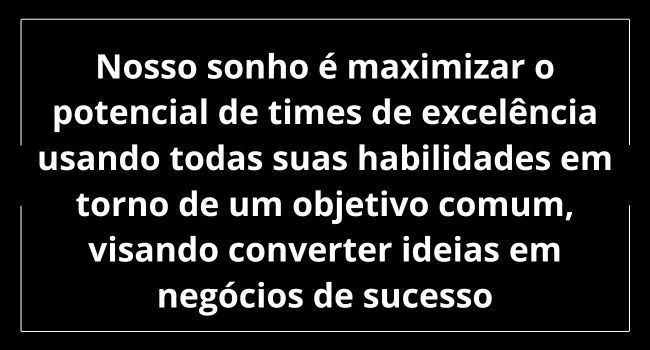 Nosso sonho é maximizar o
potencial de times de excelência
usando todas suas habilidades em
torno de um objetivo comum,
visando converter ideias em
negócios de sucesso